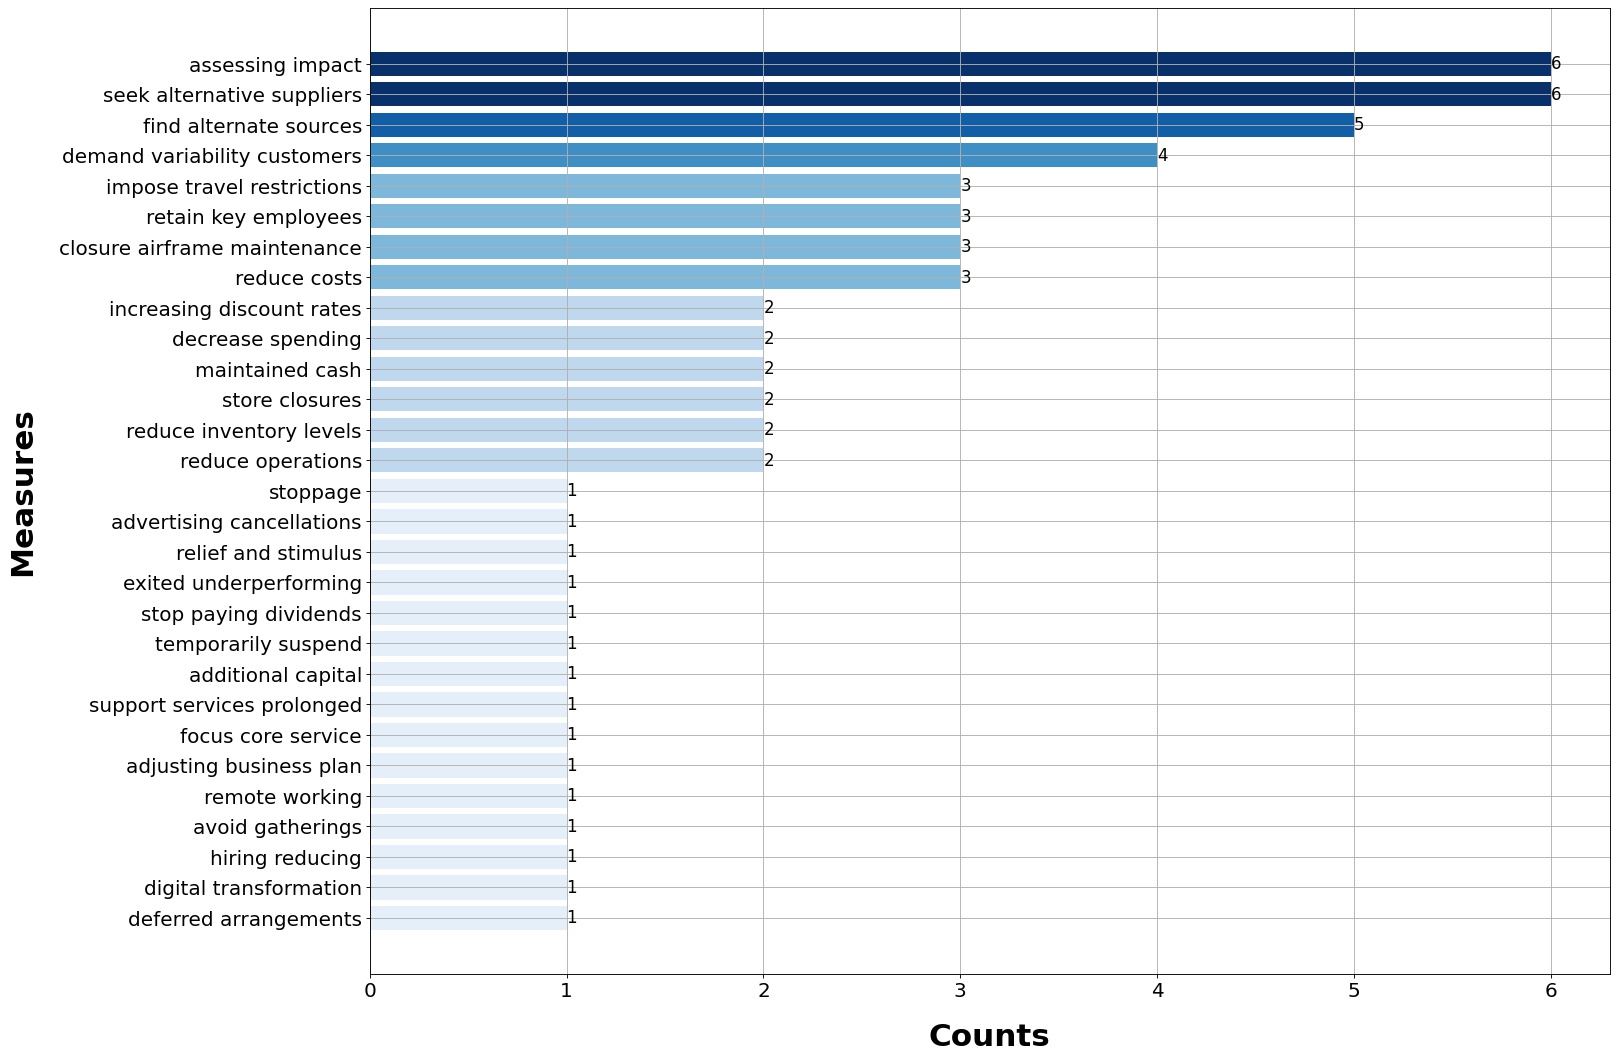 assessing impact 6
seek alternative suppliers 6
find alternate sources 5
demand variability customers 4
impose travel restrictions 3
retain key employees 3
closure airframe maintenance 3
reduce costs 3
increasing discount rates 2
decrease spending 2
maintained cash 2
store closures 2
reduce inventory levels 2
reduce operations 2
stoppage 1
advertising cancellations 1
relief and stimulus 1
exited underperforming 1
stop paying dividends 1
temporarily suspend 1
additional capital 1
support services prolonged 1
focus core service 1
adjusting business plan 1
remote working 1
avoid gatherings 1
hiring reducing 1
digital transformation 1
deferred arrangements 1
Measures
0 1 2 3 4 5 6
Counts